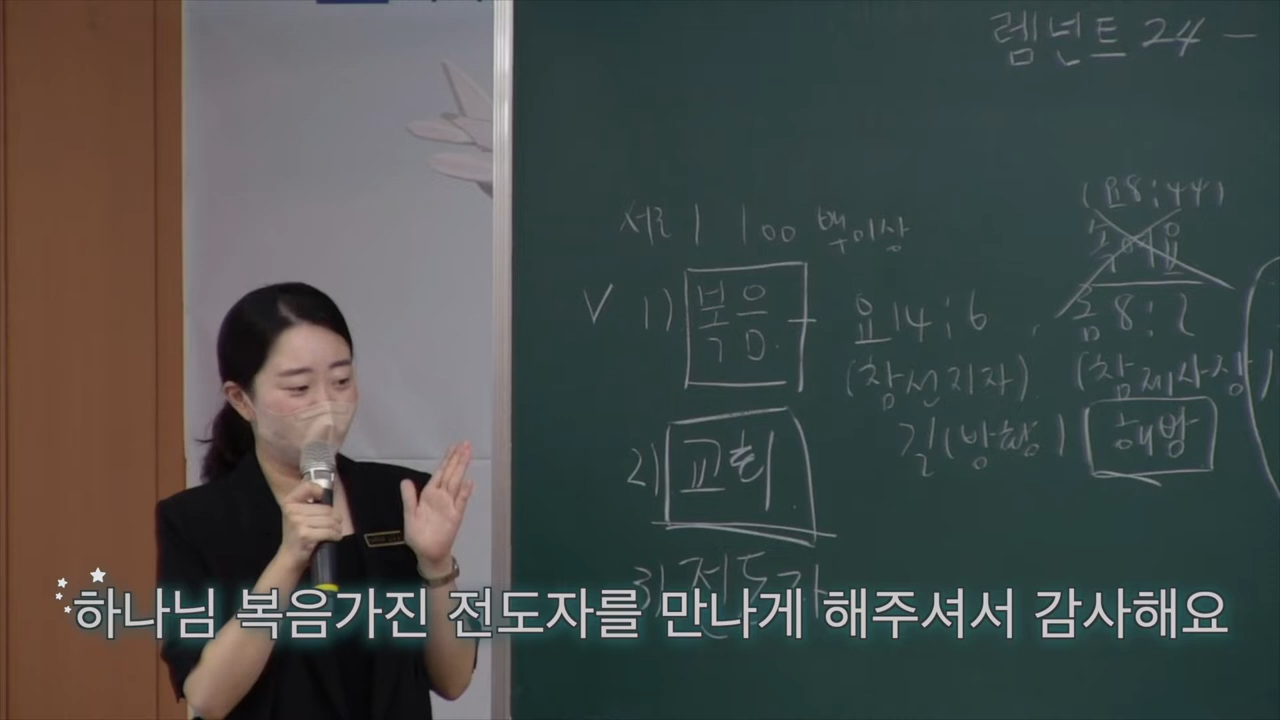 렘넌트 24 –
서론 1 100 백이상
(요8:44)
∨ 1) 복음 – 요14:6, 롬8:2
(참선지자) (참제사장)
길(방향) 해방
2) 교회
3) 전도자
하나님 복음가진 전도자를 만나게 해주셔서 감사해요